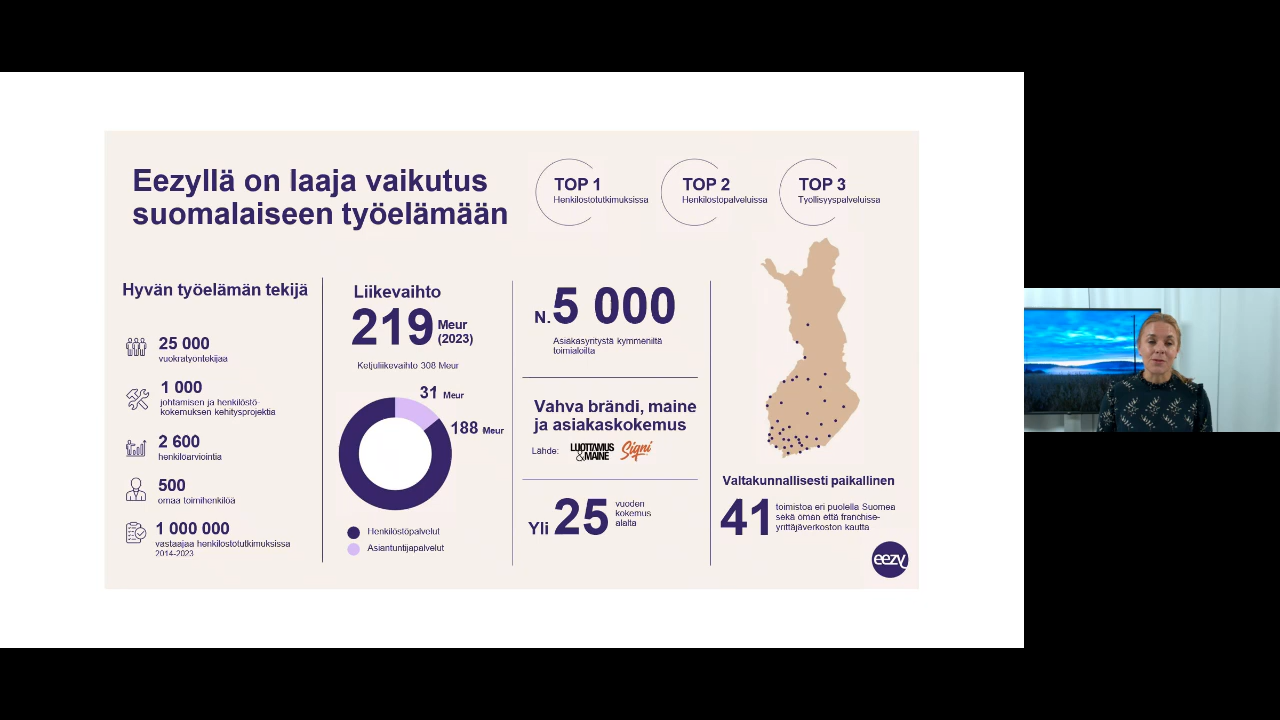 Eezyllä on laaja vaikutus
suomalaiseen työelämään
TOP 1
Henkilöstötutkimuksissa
TOP 2
Henkilöstöpalveluissa
TOP 3
Työllisyyspalveluissa
Hyvän työelämän tekijä
25 000
vuokratyöntekijää
1 000
johtamisen ja henkilöstö-
kokemuksen kehitysprojektia
2 600
henkilöarviointia
500
omaa toimihenkilöä
1 000 000
vastaajaa henkilöstötutkimuksissa
2014-2023
Liikevaihto
219 Meur
(2023)
Ketjuliikevaihto 308 Meur
31 Meur
188 Meur
Henkilöstöpalvelut
Asiantuntijapalvelut
N. 5 000
Asiakasyritystä kymmeniltä
toimialoilta
Vahva brändi, maine
ja asiakaskokemus
Lähde:
LUOTTAMUS
&MAINE
Signi
Yli 25 vuoden
kokemus
alalta
Valtakunnallisesti paikallinen
41 toimistoa eri puolella Suomea
sekä oman että franchise-
yrittäjäverkoston kautta
eezy